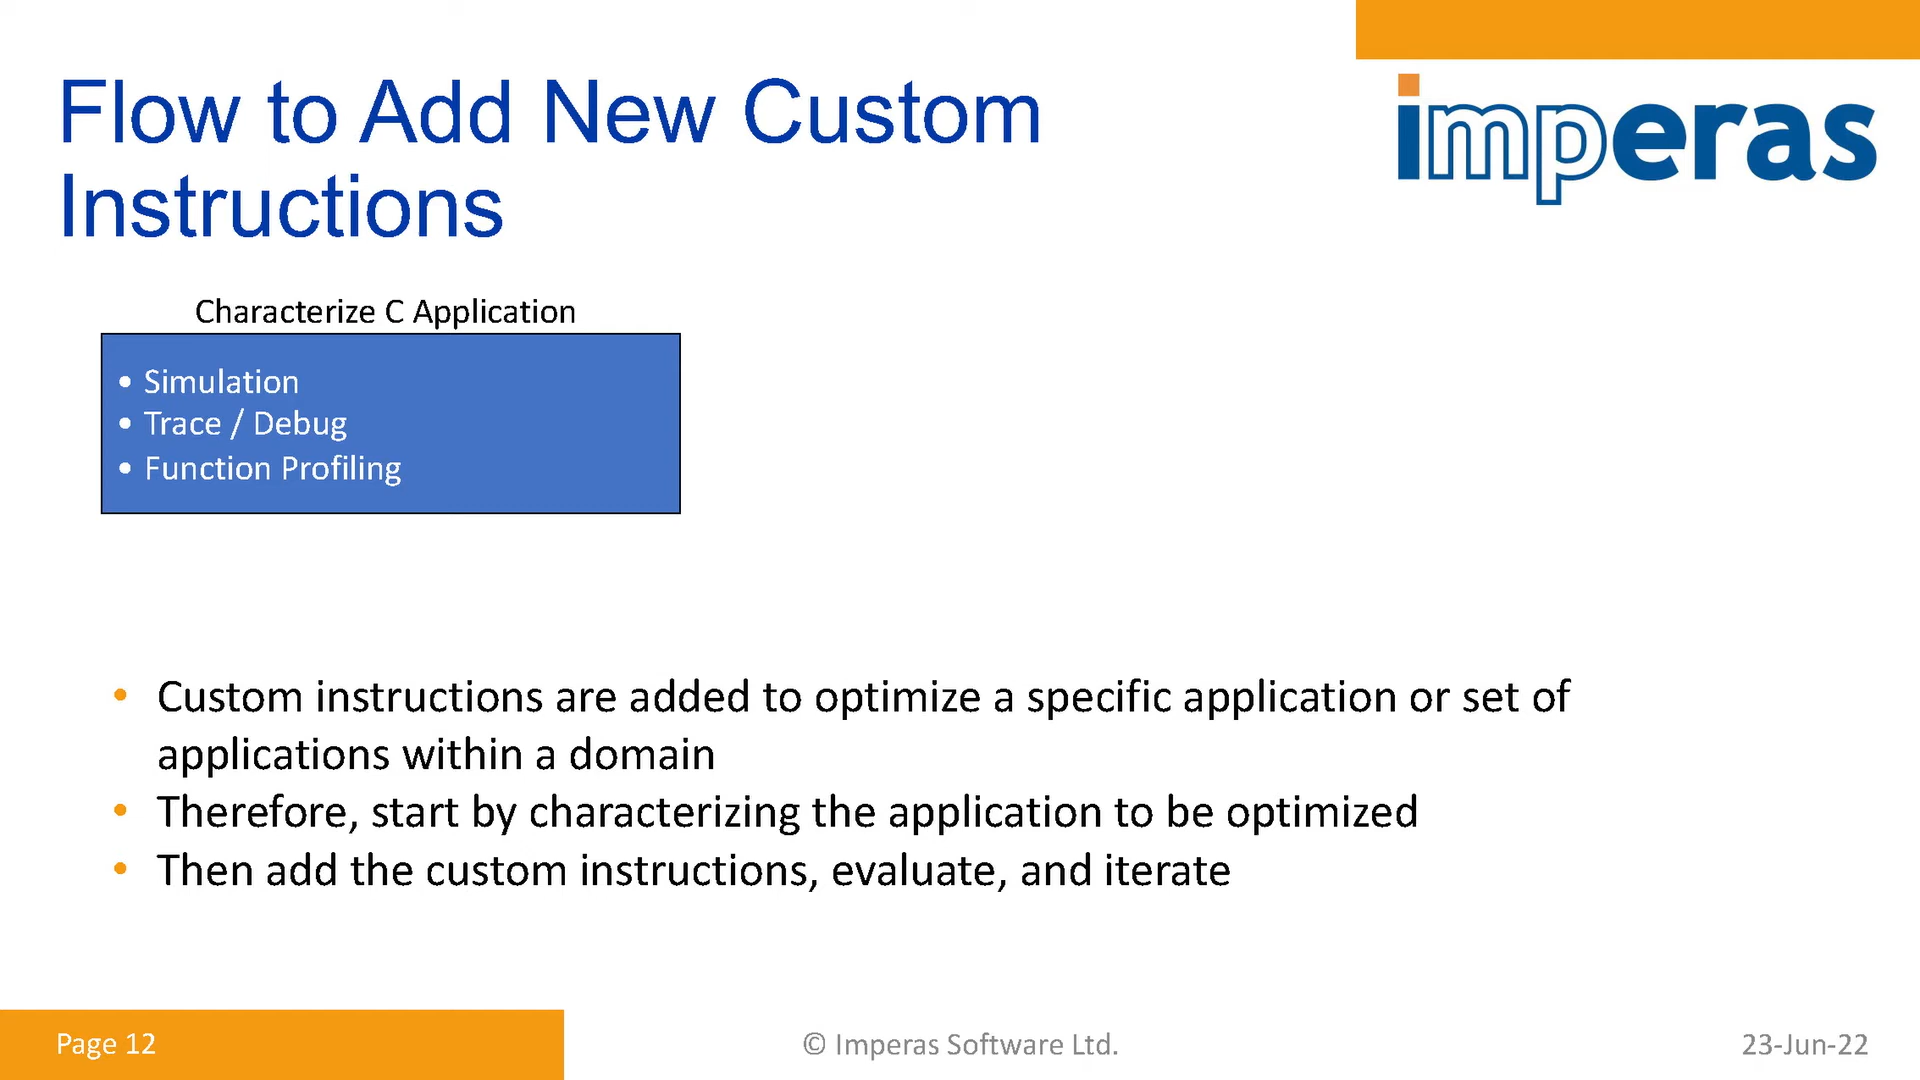 Flow to Add New Custom
Instructions
imperas
Characterize C Application
• Simulation
• Trace / Debug
• Function Profiling
• Custom instructions are added to optimize a specific application or set of
applications within a domain
• Therefore, start by characterizing the application to be optimized
• Then add the custom instructions, evaluate, and iterate
Page 12
© Imperas Software Ltd.
23-Jun-22